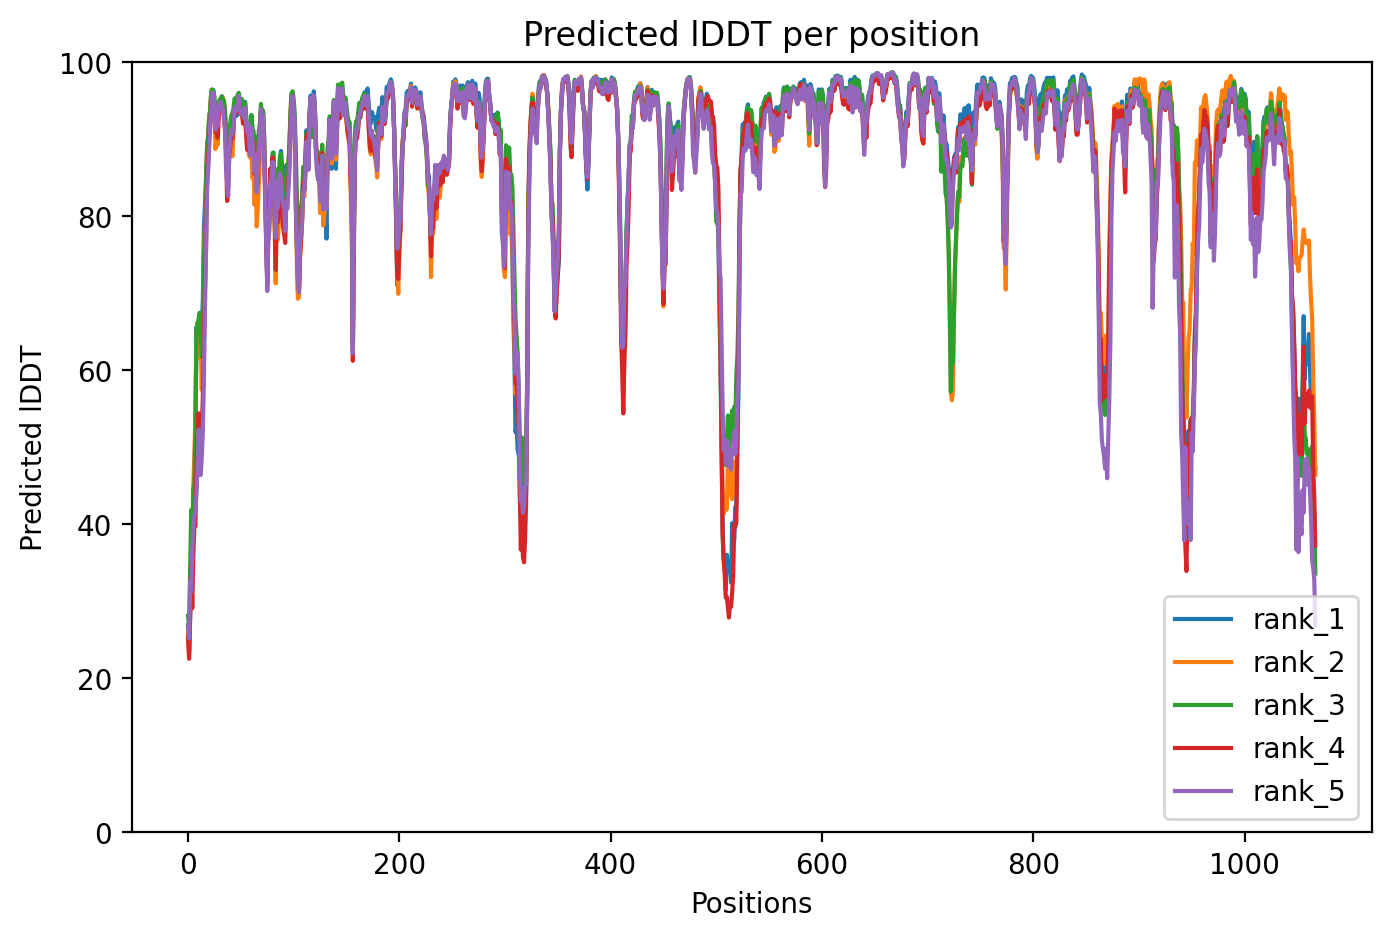 Predicted lDDT per position
100
80
60
40
20
0
Predicted lDDT
0 200 400 600 800 1000
Positions
rank_1
rank_2
rank_3
rank_4
rank_5